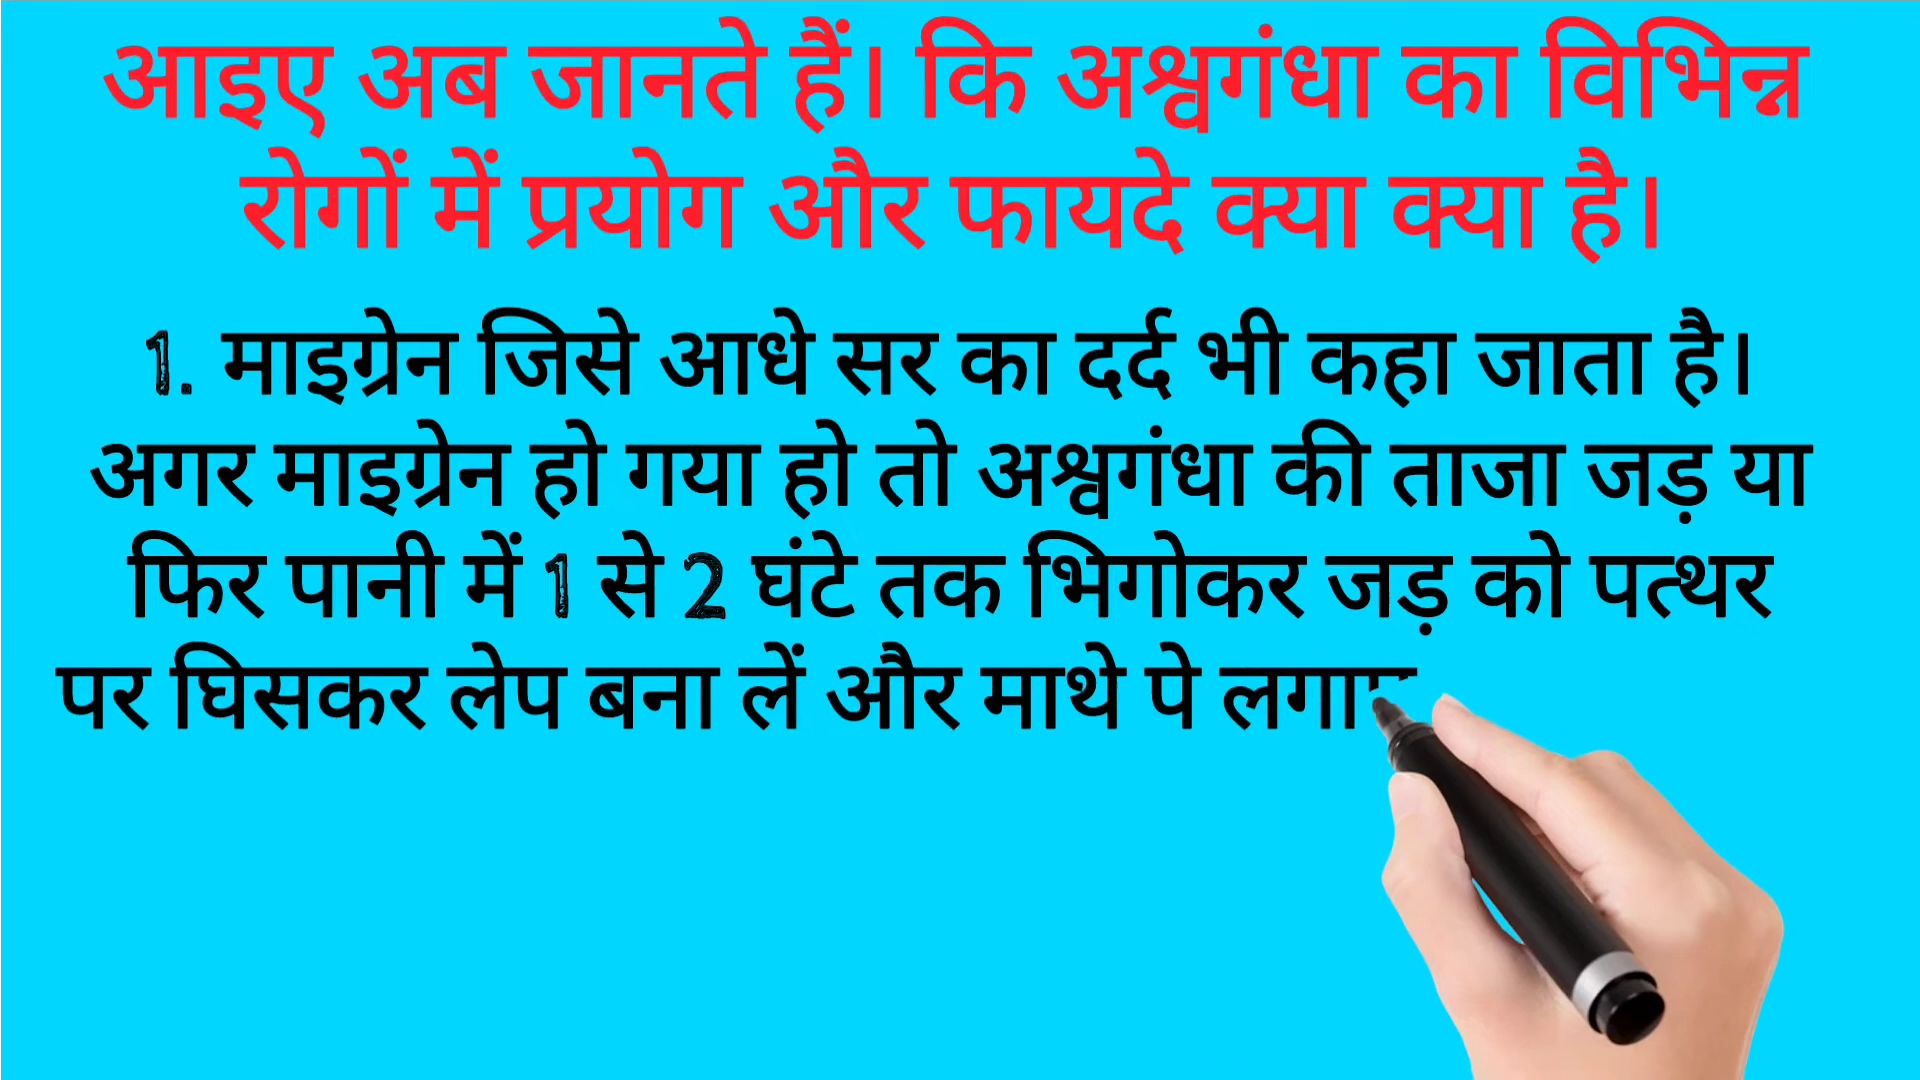 आइए अब जानते हैं। कि अश्वगंधा का विभिन्न
रोगों में प्रयोग और फायदे क्या क्या है।
1. माइग्रेन जिसे आधे सर का दर्द भी कहा जाता है।
अगर माइग्रेन हो गया हो तो अश्वगंधा की ताजा जड़ या
फिर पानी में 1 से 2 घंटे तक भिगोकर जड़ को पत्थर
पर घिसकर लेप बना लें और माथे पे